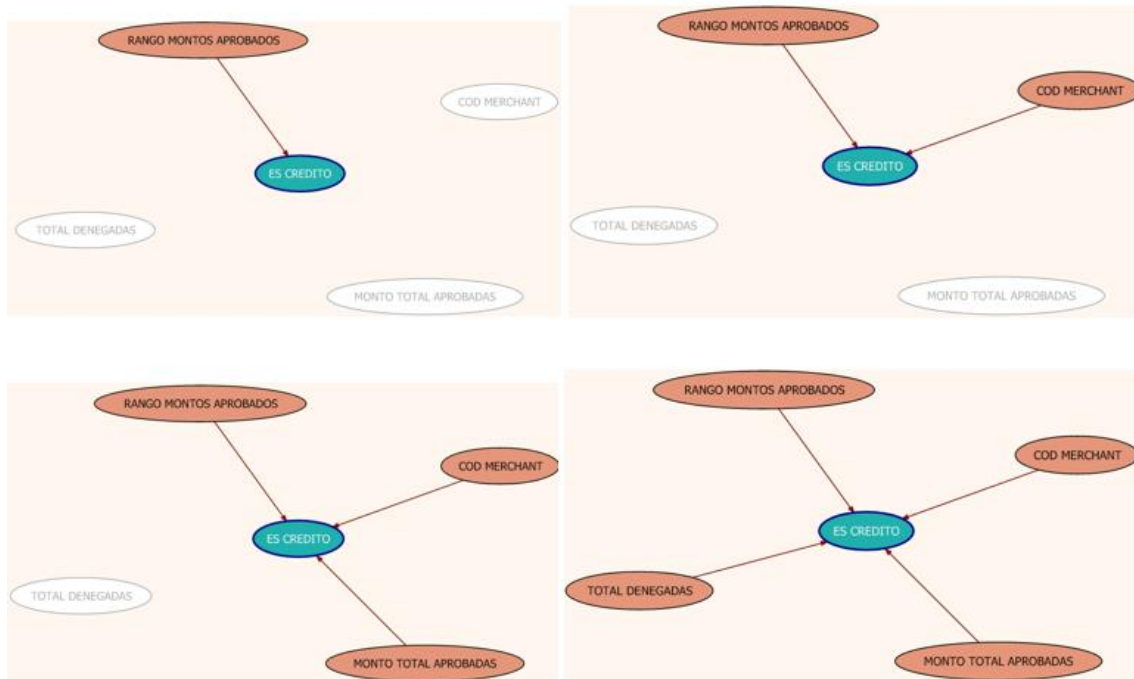 RANGO MONTOS APROBADOS
COD MERCHANT
ES CREDITO
TOTAL DENEGADAS
MONTO TOTAL APROBADAS
RANGO MONTOS APROBADOS
COD MERCHANT
ES CREDITO
TOTAL DENEGADAS
MONTO TOTAL APROBADAS
RANGO MONTOS APROBADOS
COD MERCHANT
ES CREDITO
TOTAL DENEGADAS
MONTO TOTAL APROBADAS
RANGO MONTOS APROBADOS
COD MERCHANT
ES CREDITO
TOTAL DENEGADAS
MONTO TOTAL APROBADAS